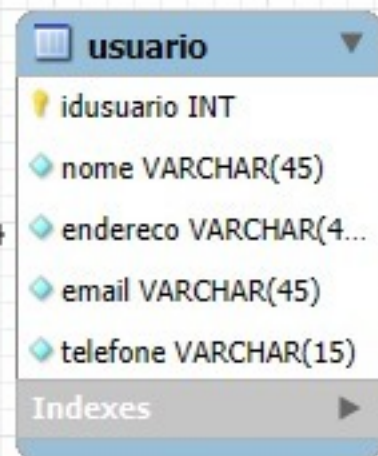 usuario
idusuario INT
nome VARCHAR(45)
endereco VARCHAR(4...
email VARCHAR(45)
telefone VARCHAR(15)
Indexes